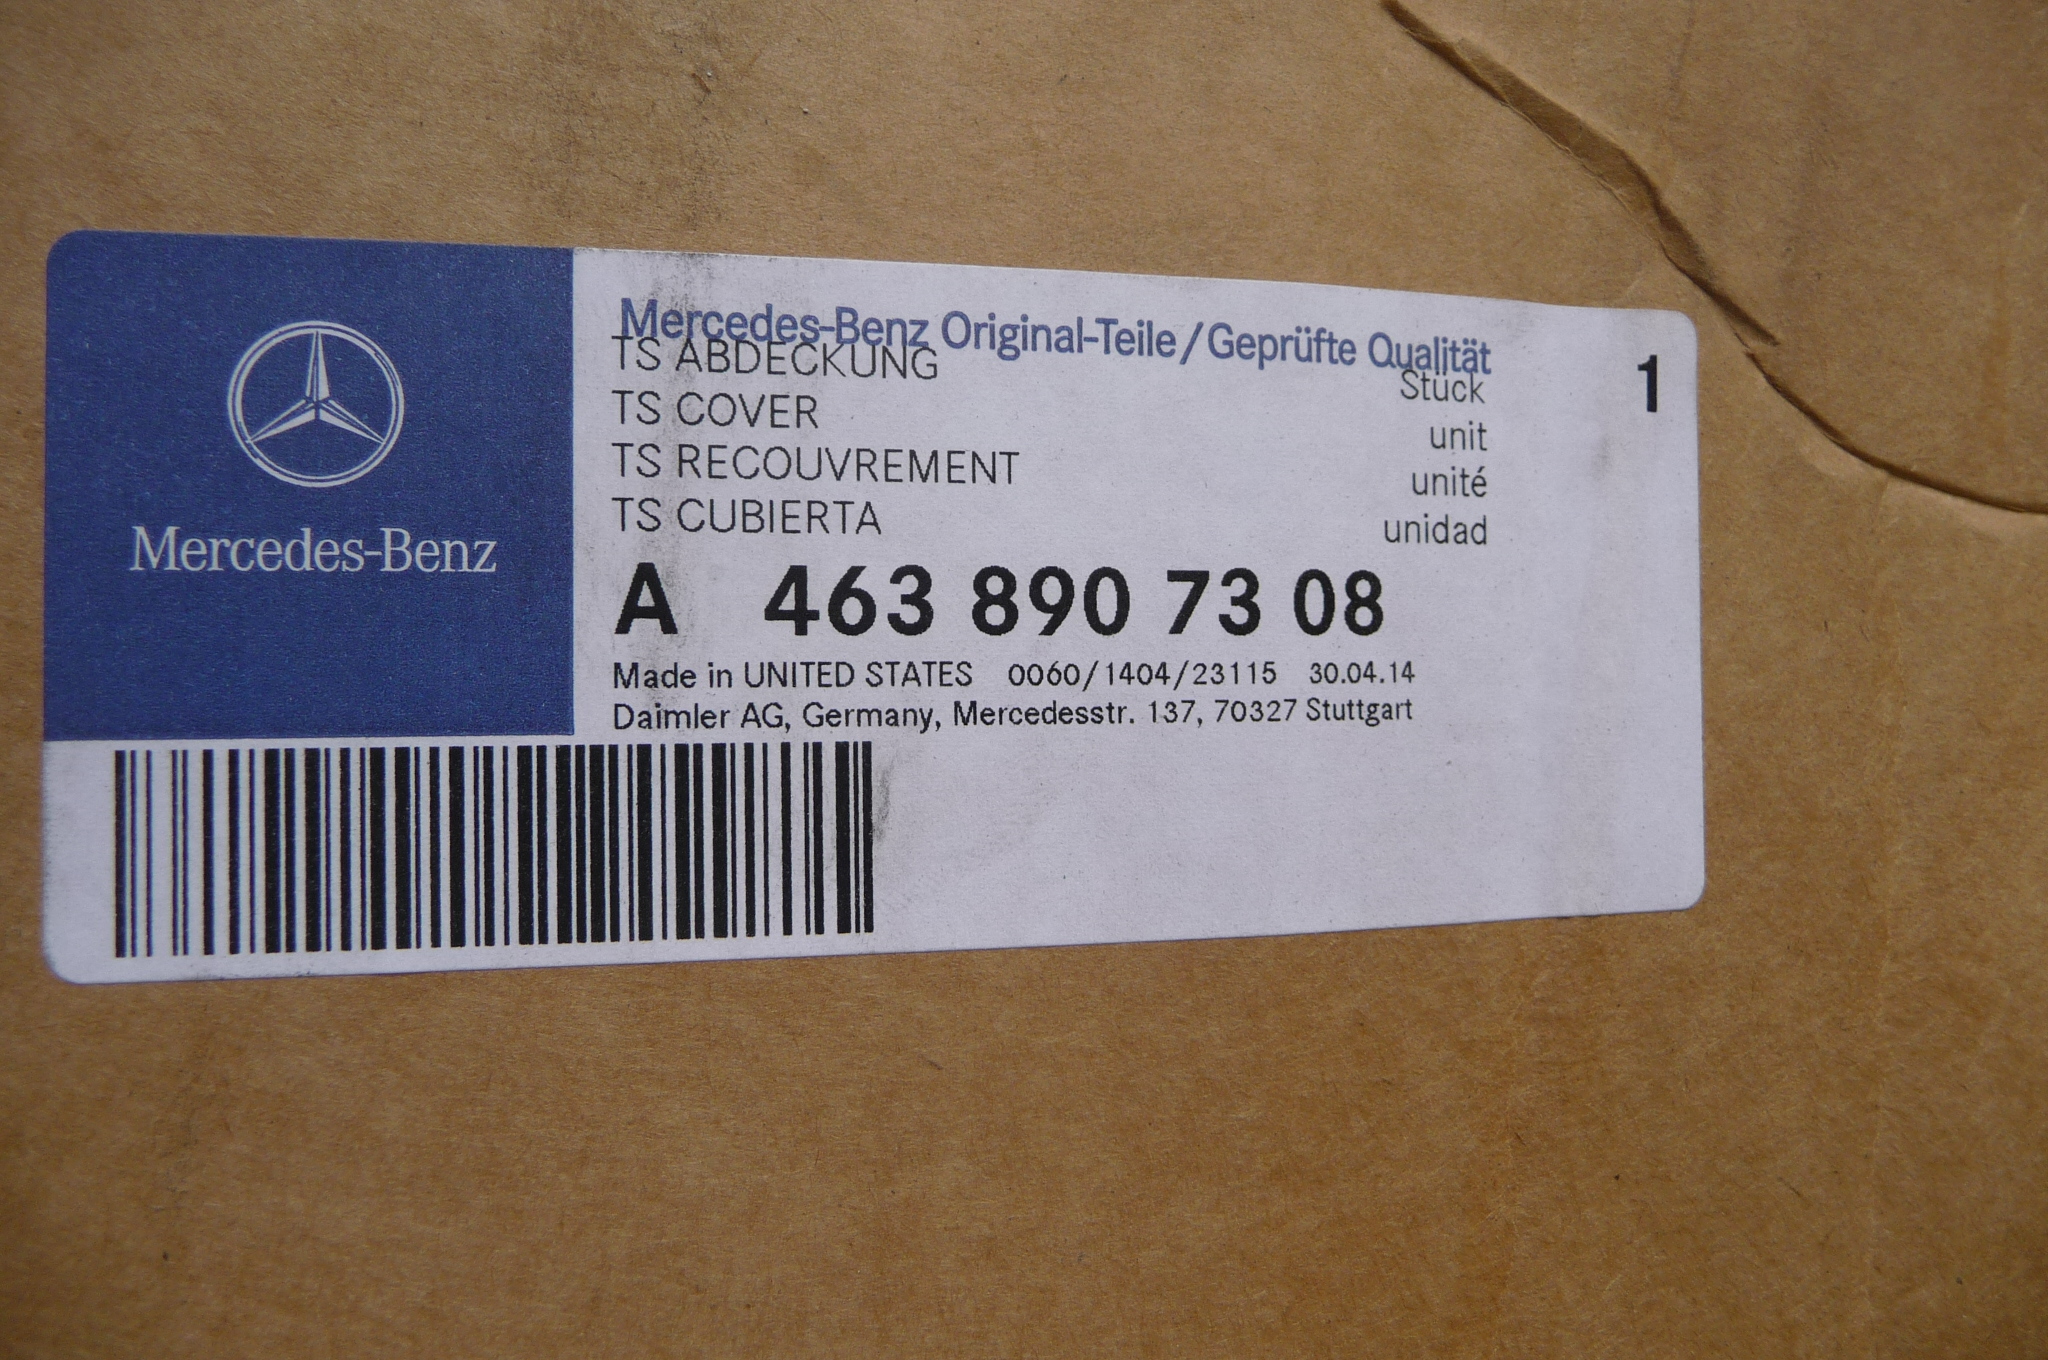 Mercedes-Benz
Mercedes-Benz Original-Teile/Geprüfte Qualität
TS ABDECKUNG Stück 1
TS COVER unit
TS RECOUVREMENT unité
TS CUBIERTA unidad
A 463 890 73 08
Made in UNITED STATES 0060/1404/23115 30.04.14
Daimler AG, Germany, Mercedesstr. 137, 70327 Stuttgart